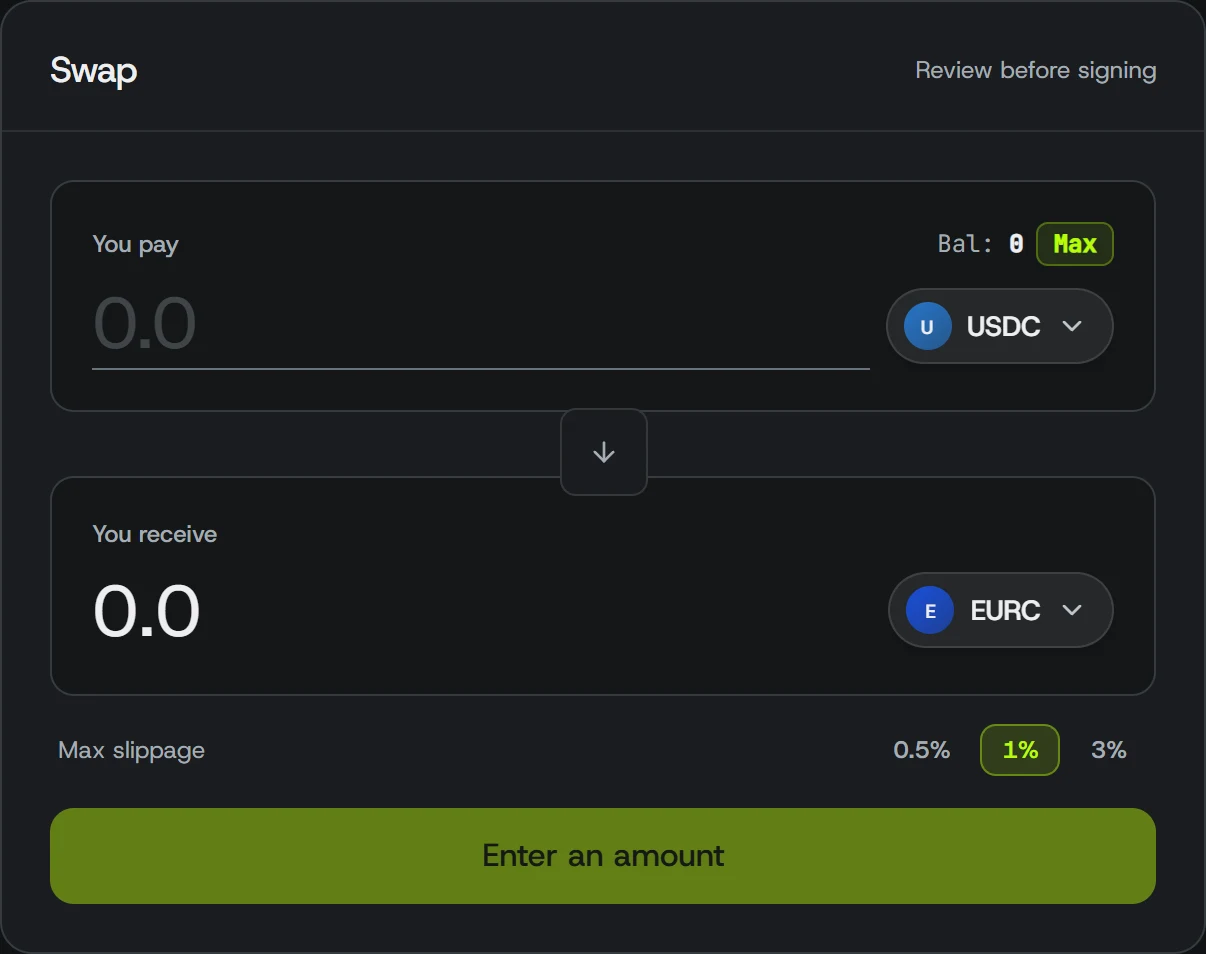 Swap
Review before signing
You pay
Bal: 0 Max
0.0
U USDC
You receive
0.0
E EURC
Max slippage
0.5% 1% 3%
Enter an amount